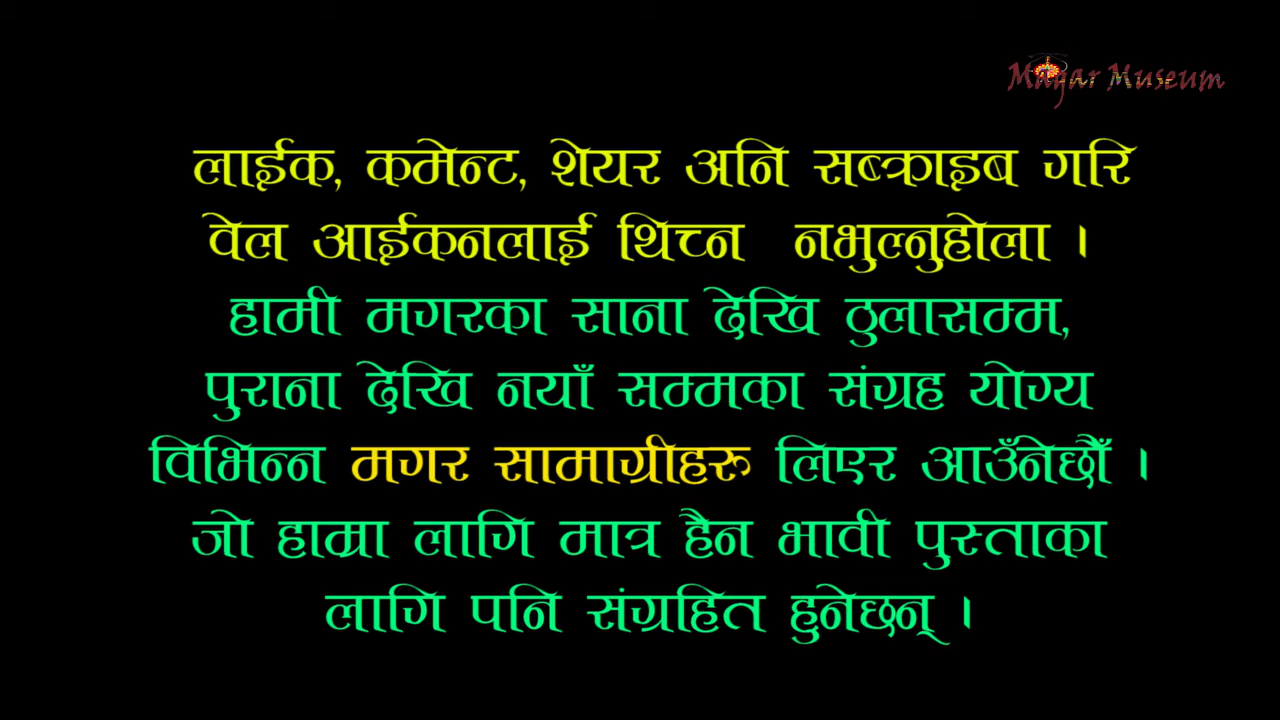 Magar Museum
लाईक, कमेन्ट, शेयर अनि सब्क्राइब गरि
वेल आईकनलाई थिच्न नभुल्नुहोला ।
हामी मगरका साना देखि ठुलासम्म,
पुराना देखि नयाँ सम्मका संग्रह योग्य
विभिन्न मगर सामाग्रीहरु लिएर आउँनेछौँ ।
जो हाम्रा लागि मात्र हैन भावी पुस्ताका
लागि पनि संग्रहित हुनेछन् ।